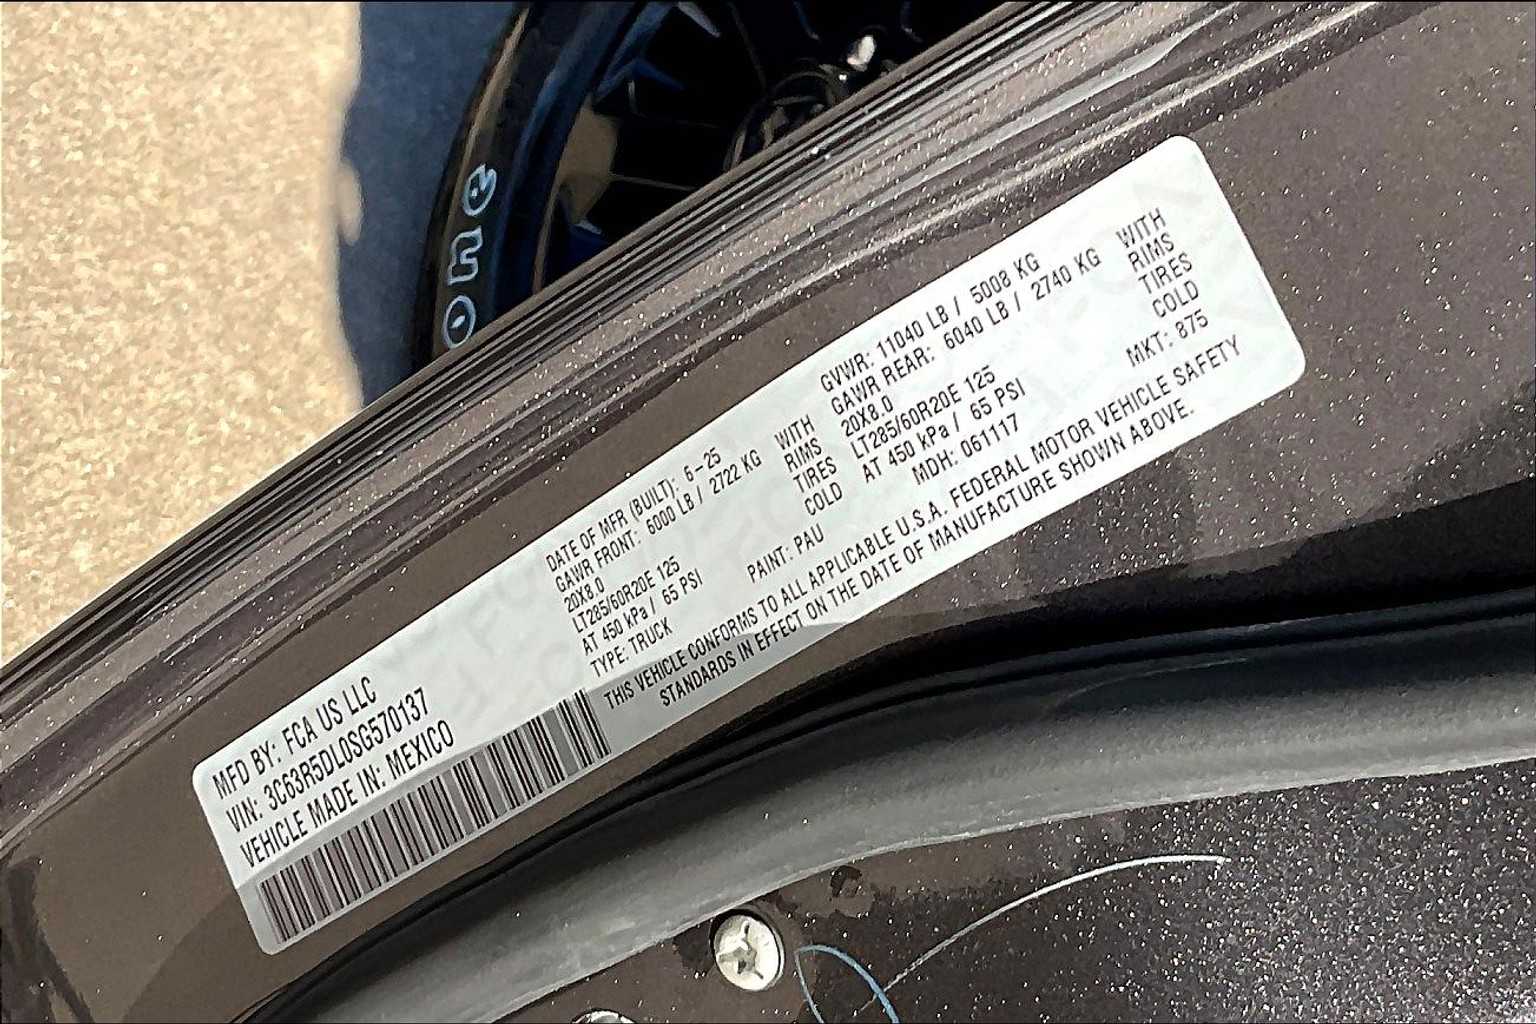 one
MFD BY: FCA US LLC
VIN: 3C63R5DL0SG570137
VEHICLE MADE IN: MEXICO
DATE OF MFR (BUILT): 6-25
GAWR FRONT: 6000 LB / 2722 KG WITH
20X8.0 RIMS
LT285/60R20E 125 TIRES
AT 450 kPa / 65 PSI COLD
TYPE: TRUCK PAINT: PAU
GVWR: 11040 LB / 5008 KG
GAWR REAR: 6040 LB / 2740 KG WITH
20X8.0 RIMS
LT285/60R20E 125 TIRES
AT 450 kPa / 65 PSI COLD
MDH: 061117 MKT: 875
THIS VEHICLE CONFORMS TO ALL APPLICABLE U.S.A. FEDERAL MOTOR VEHICLE SAFETY
STANDARDS IN EFFECT ON THE DATE OF MANUFACTURE SHOWN ABOVE.